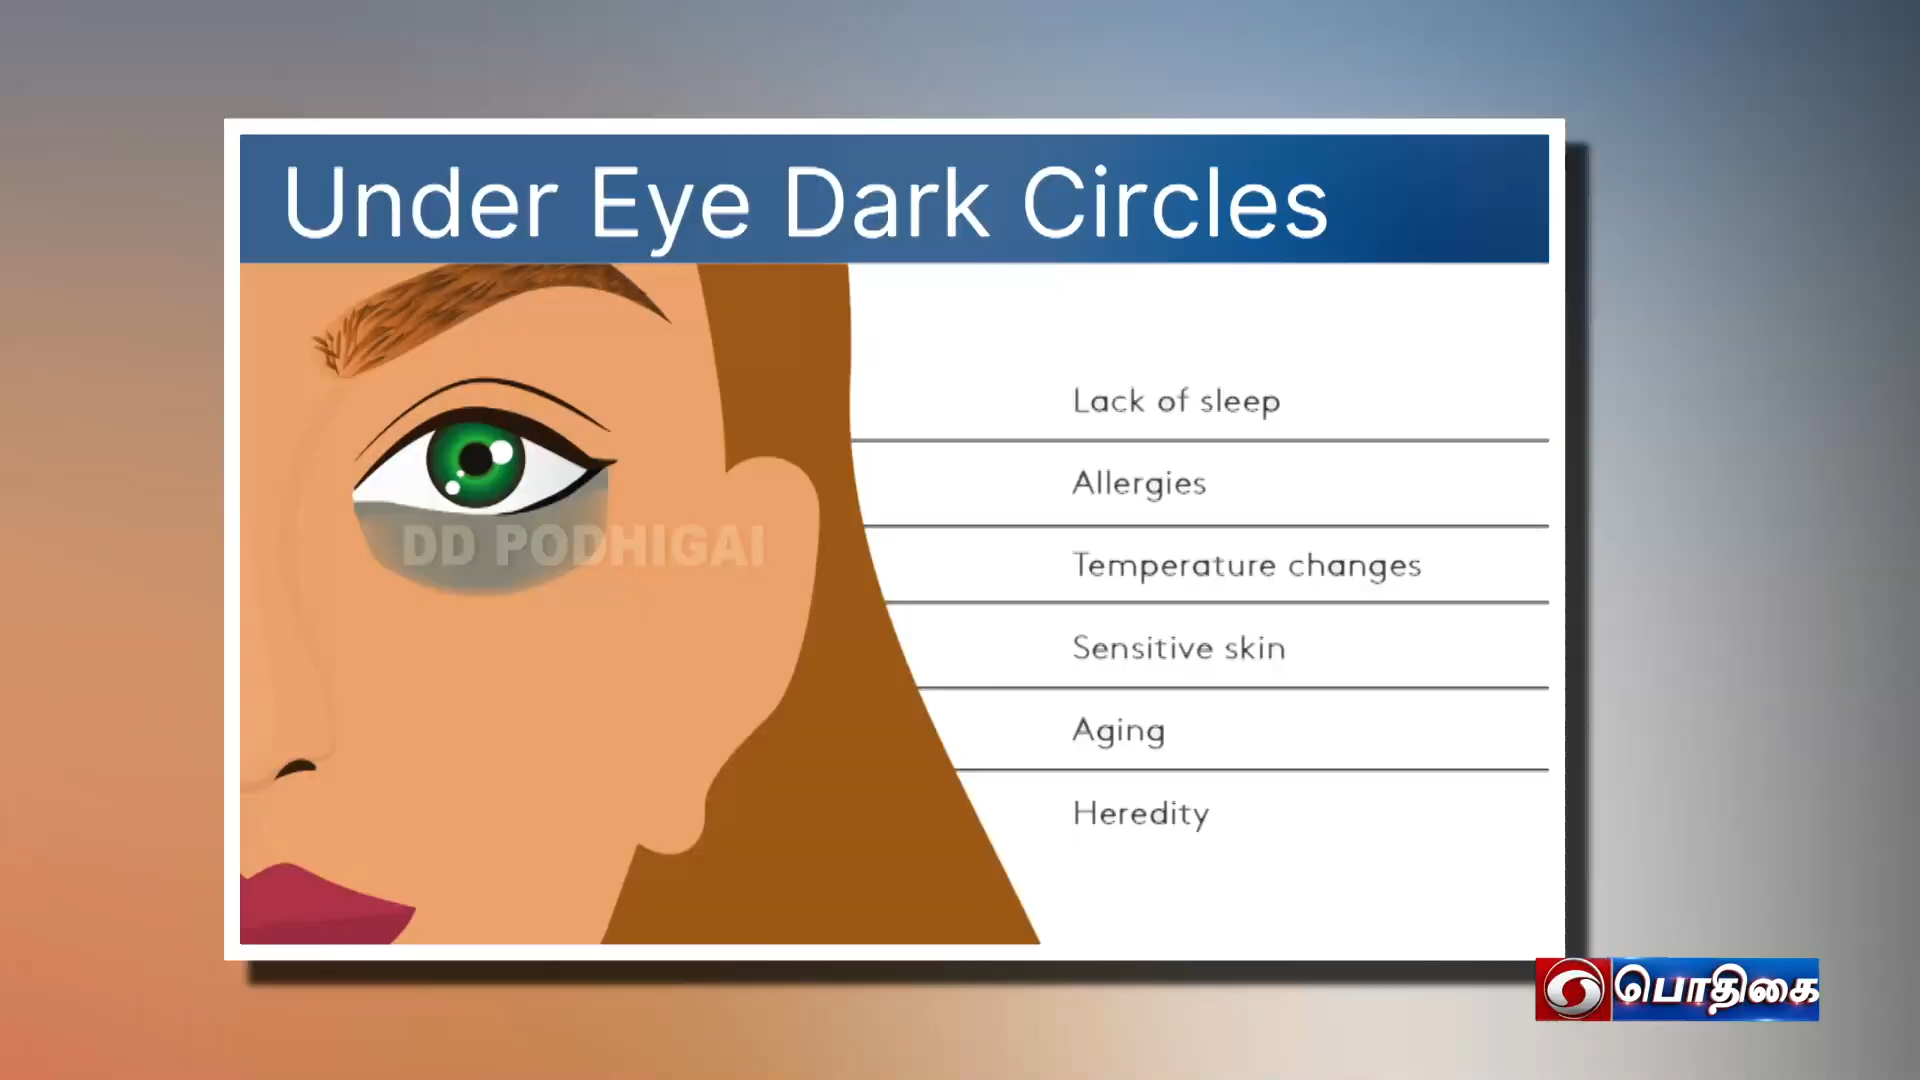 Under Eye Dark Circles
Lack of sleep
Allergies
DD PODHIGAI
Temperature changes
Sensitive skin
Aging
Heredity
பொதிகை